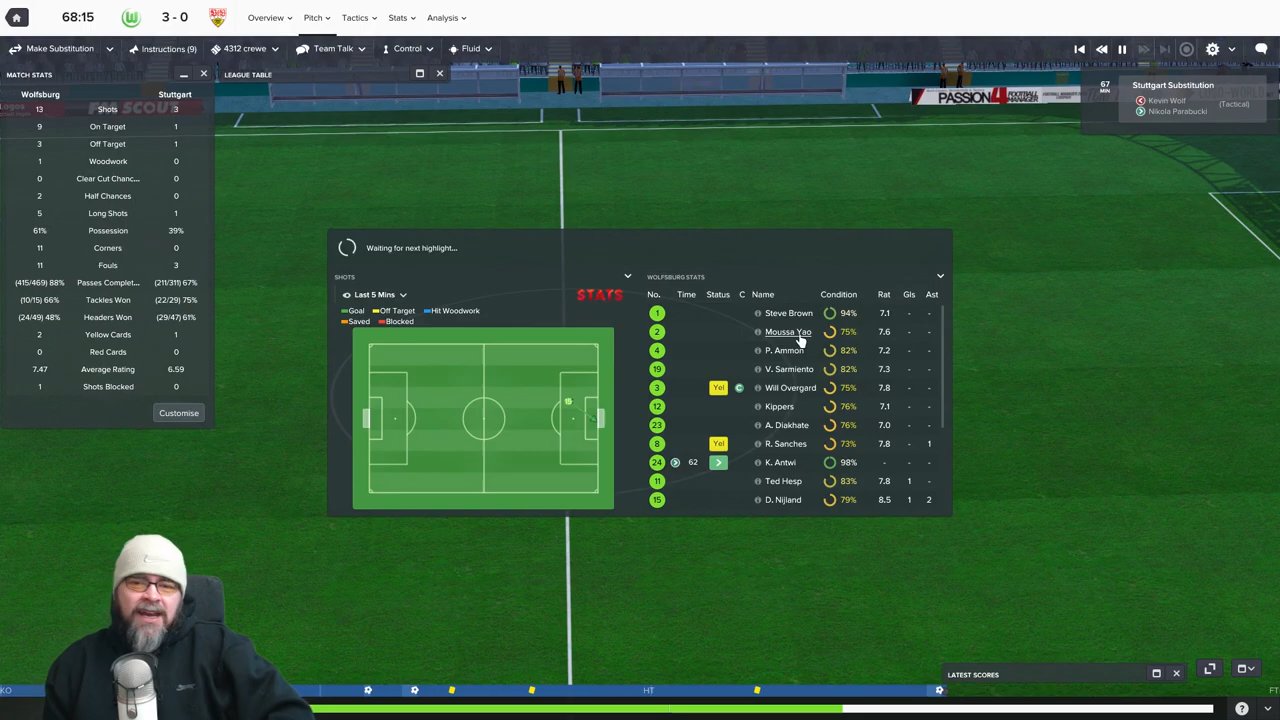 68:15 3 - 0 Overview Pitch Tactics Stats Analysis
Make Substitution Instructions (9) 4312 crewe Team Talk Control Fluid
MATCH STATS
Wolfsburg Stuttgart
13 Shots 3
9 On Target 1
3 Off Target 1
1 Woodwork 0
0 Clear Cut Chanc... 0
2 Half Chances 0
5 Long Shots 1
61% Possession 39%
11 Corners 0
11 Fouls 3
(415/469) 88% Passes Complet... (211/311) 67%
(10/15) 66% Tackles Won (22/29) 75%
(24/49) 48% Headers Won (29/47) 61%
2 Yellow Cards 1
0 Red Cards 0
7.47 Average Rating 6.59
1 Shots Blocked 0
Customise
LEAGUE TABLE
PASSION4 FOOTBALL MANAGER
67 MIN
Stuttgart Substitution
Kevin Wolf
Nikola Parabucki
(Tactical)
Waiting for next highlight...
SHOTS
Last 5 Mins
STATS
Goal Off Target Hit Woodwork
Saved Blocked
15
WOLFSBURG STATS
No. Time Status C Name Condition Rat Gls Ast
1 Steve Brown 94% 7.1 - -
2 Moussa Yao 75% 7.6 - -
4 P. Ammon 82% 7.2 - -
19 V. Sarmiento 82% 7.3 - -
3 Yel C Will Overgard 75% 7.8 - -
12 Kippers 76% 7.1 - -
23 A. Diakhate 76% 7.0 - -
8 Yel R. Sanches 73% 7.8 - 1
24 62 K. Antwi 98% - - -
11 Ted Hesp 83% 7.8 1 -
15 D. Nijland 79% 8.5 1 2
LATEST SCORES
KO HT FT